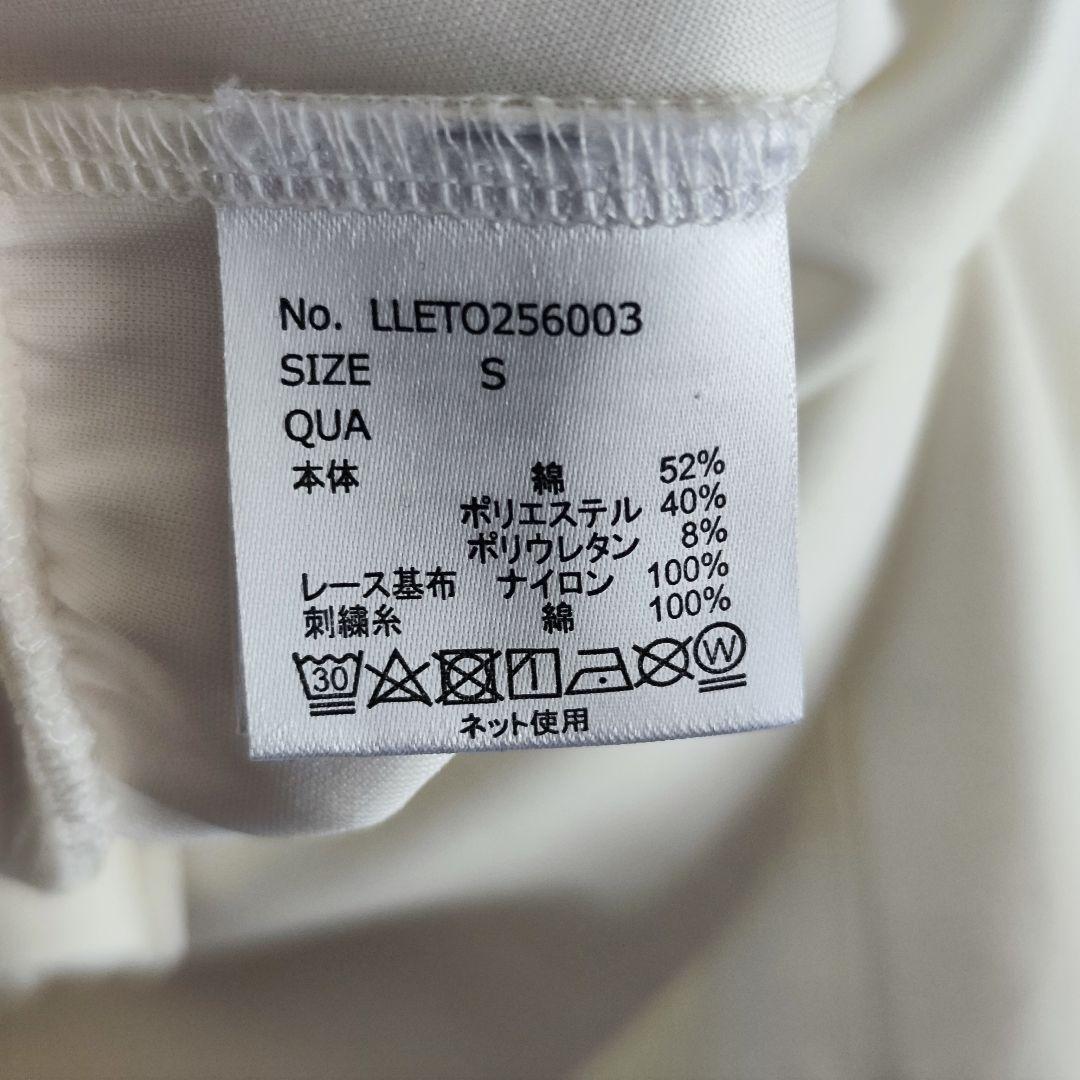 No. LLETO256003
SIZE S
QUA
本体 綿 52%
ポリエステル 40%
ポリウレタン 8%
レース基布 ナイロン 100%
刺繍糸 綿 100%
30 W
ネット使用